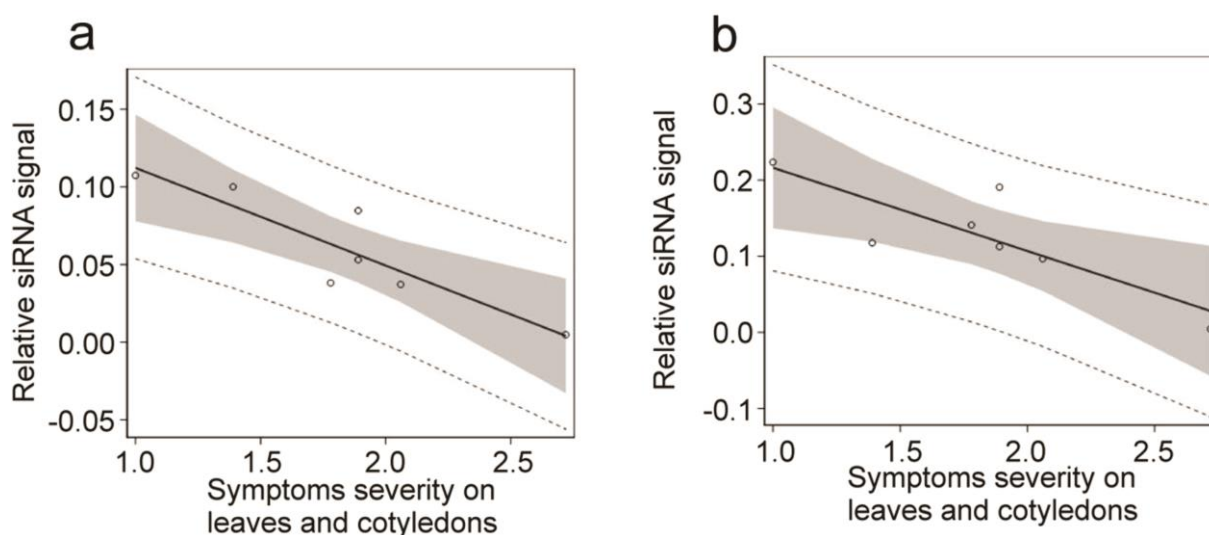 a
0.15
0.10
0.05
0.00
-0.05
Relative siRNA signal
1.0 1.5 2.0 2.5
Symptoms severity on
leaves and cotyledons
b
0.3
0.2
0.1
0.0
-0.1
Relative siRNA signal
1.0 1.5 2.0 2.5
Symptoms severity on
leaves and cotyledons